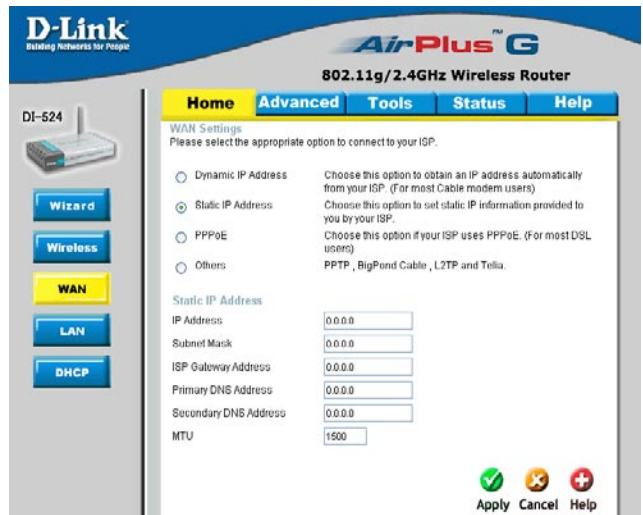 D-Link
Building Networks for People
AirPlus G
TM
802.11g/2.4GHz Wireless Router
DI-524
Home Advanced Tools Status Help
Wizard
Wireless
WAN
LAN
DHCP
WAN Settings
Please select the appropriate option to connect to your ISP.
Dynamic IP Address Choose this option to obtain an IP address automatically
from your ISP. (For most Cable modem users)
Static IP Address Choose this option to set static IP information provided to
you by your ISP.
PPPoE Choose this option if your ISP uses PPPoE. (For most DSL
users)
Others PPTP , BigPond Cable , L2TP and Telia.
Static IP Address
IP Address 0.0.0.0
Subnet Mask 0.0.0.0
ISP Gateway Address 0.0.0.0
Primary DNS Address 0.0.0.0
Secondary DNS Address 0.0.0.0
MTU 1500
Apply Cancel Help